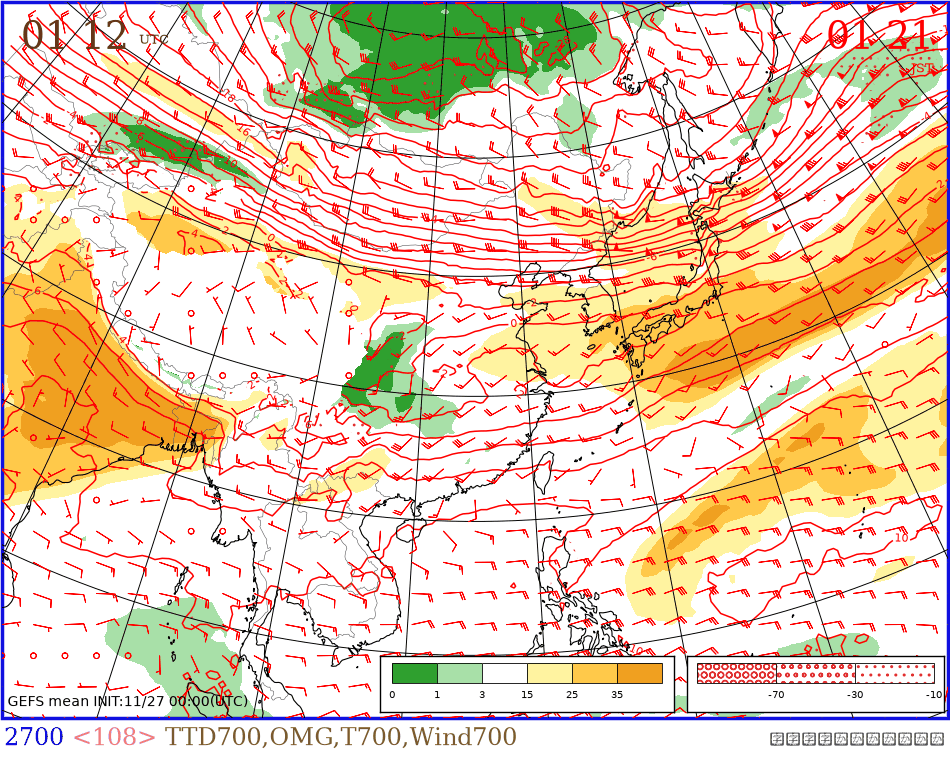 01 12 UTC
01 21 JST
0 1 3 15 25 35
-70 -30 -10
GEFS mean INIT:11/27 00:00(UTC)
2700 <108> TTD700,OMG,T700,Wind700